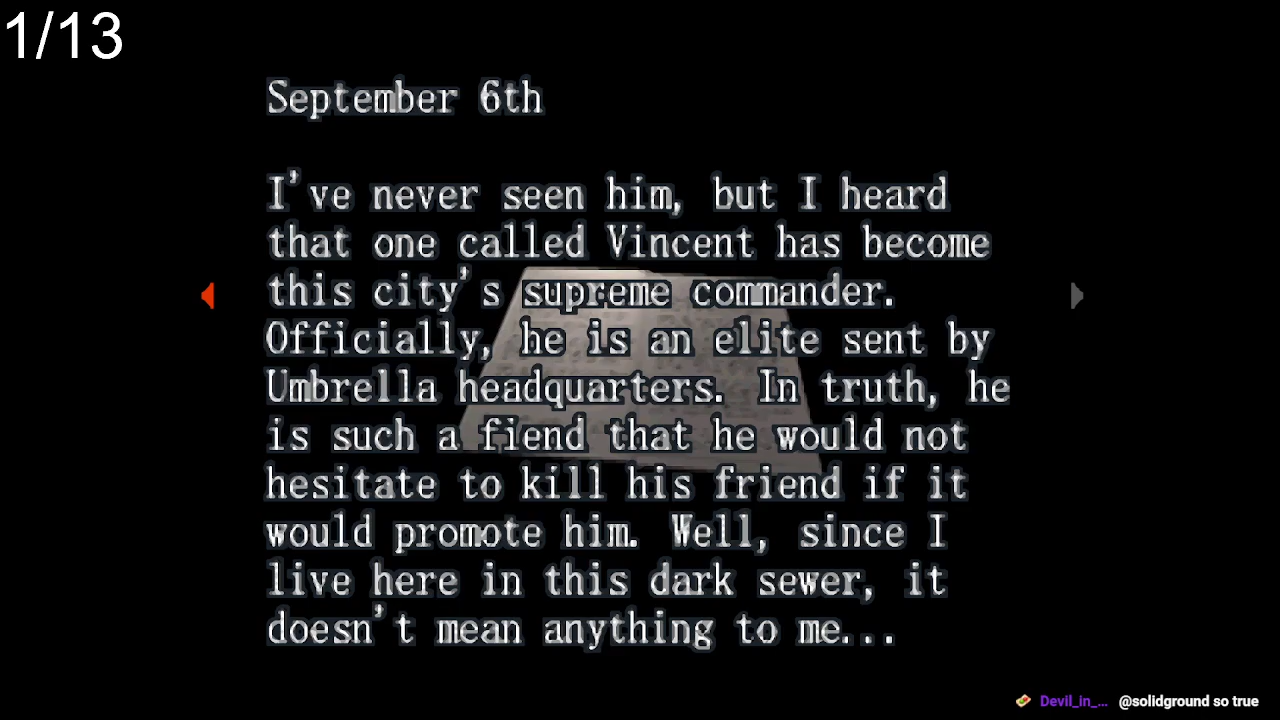 1/13
September 6th
I've never seen him, but I heard
that one called Vincent has become
this city's supreme commander.
Officially, he is an elite sent by
Umbrella headquarters. In truth, he
is such a fiend that he would not
hesitate to kill his friend if it
would promote him. Well, since I
live here in this dark sewer, it
doesn't mean anything to me...
Devil_in_... @solidground so true